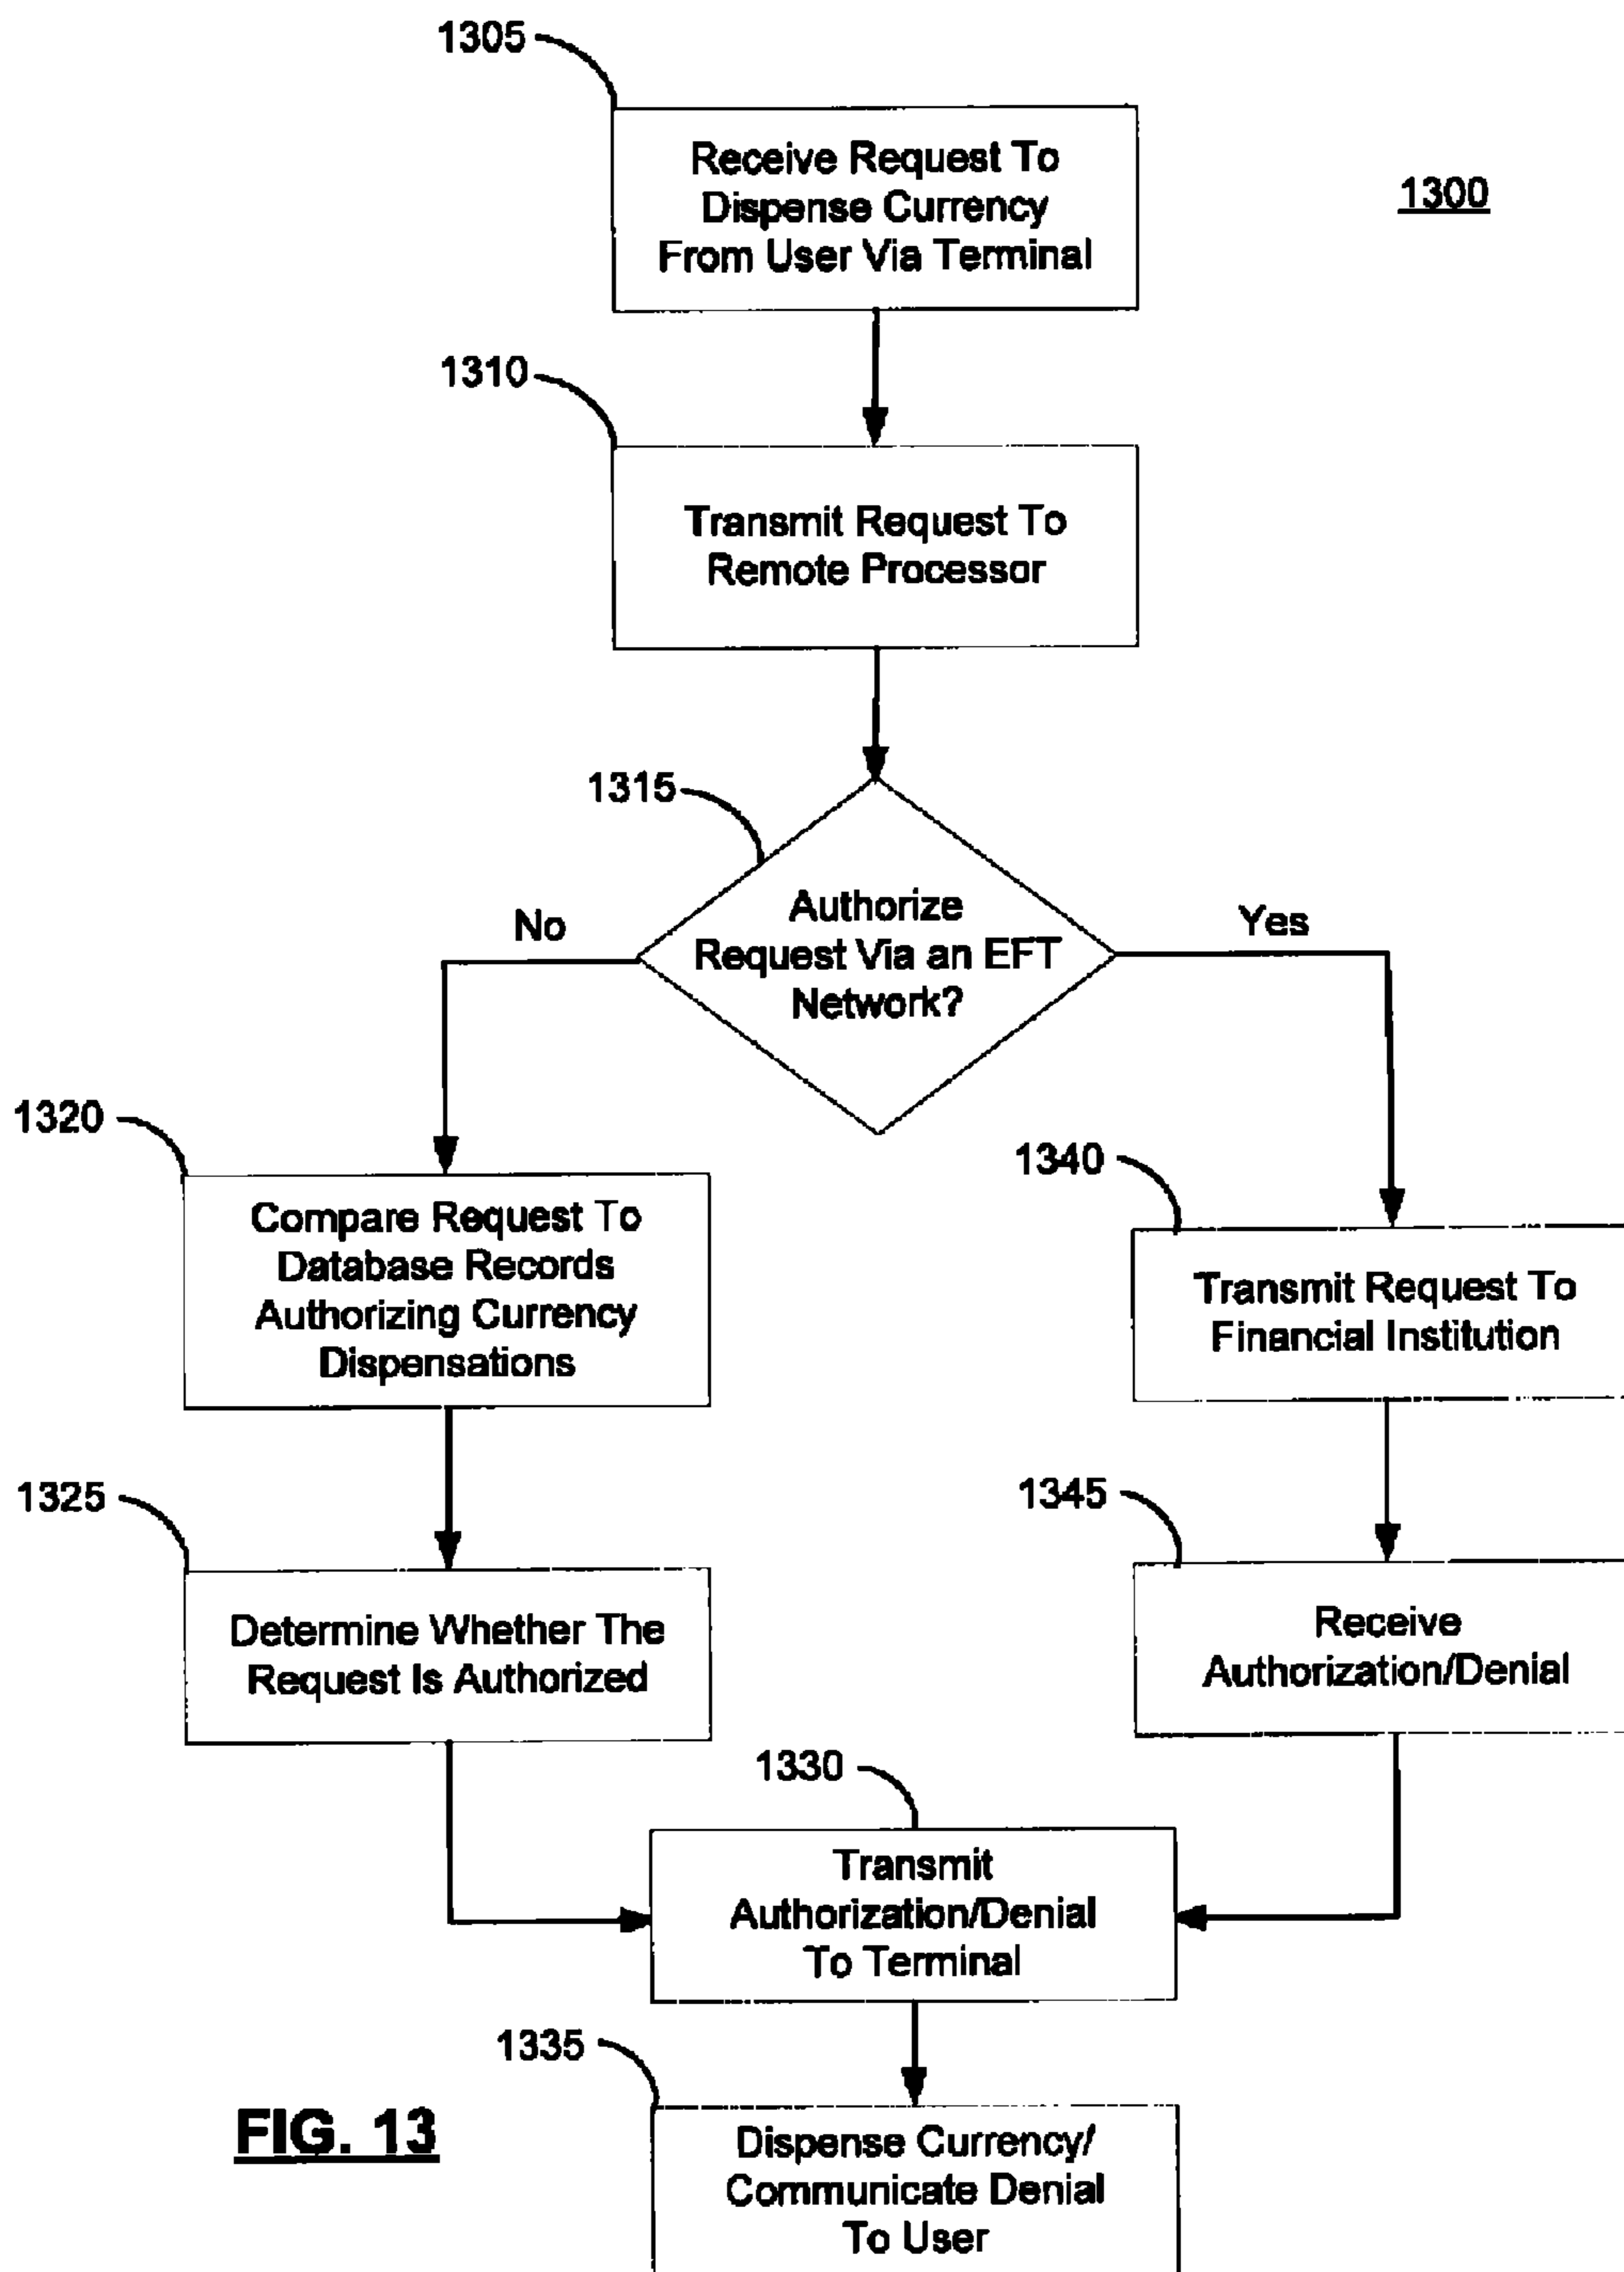 1305
Receive Request To
Dispense Currency
From User Via Terminal
1300
1310
Transmit Request To
Remote Processor
1315
Authorize
Request Via an EFT
Network?
No
Yes
1320
Compare Request To
Database Records
Authorizing Currency
Dispensations
1340
Transmit Request To
Financial Institution
1325
Determine Whether The
Request Is Authorized
1345
Receive
Authorization/Denial
1330
Transmit
Authorization/Denial
To Terminal
1335
Dispense Currency/
Communicate Denial
To User
FIG. 13